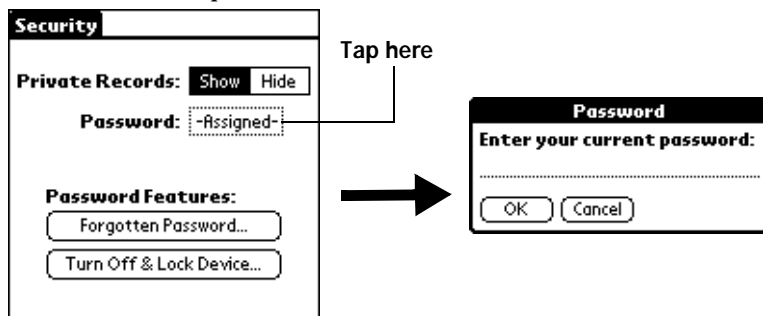 Security
Tap here
Private Records: Show Hide
Password: -Assigned-
Password Features:
Forgotten Password...
Turn Off & Lock Device...
Password
Enter your current password:
OK Cancel